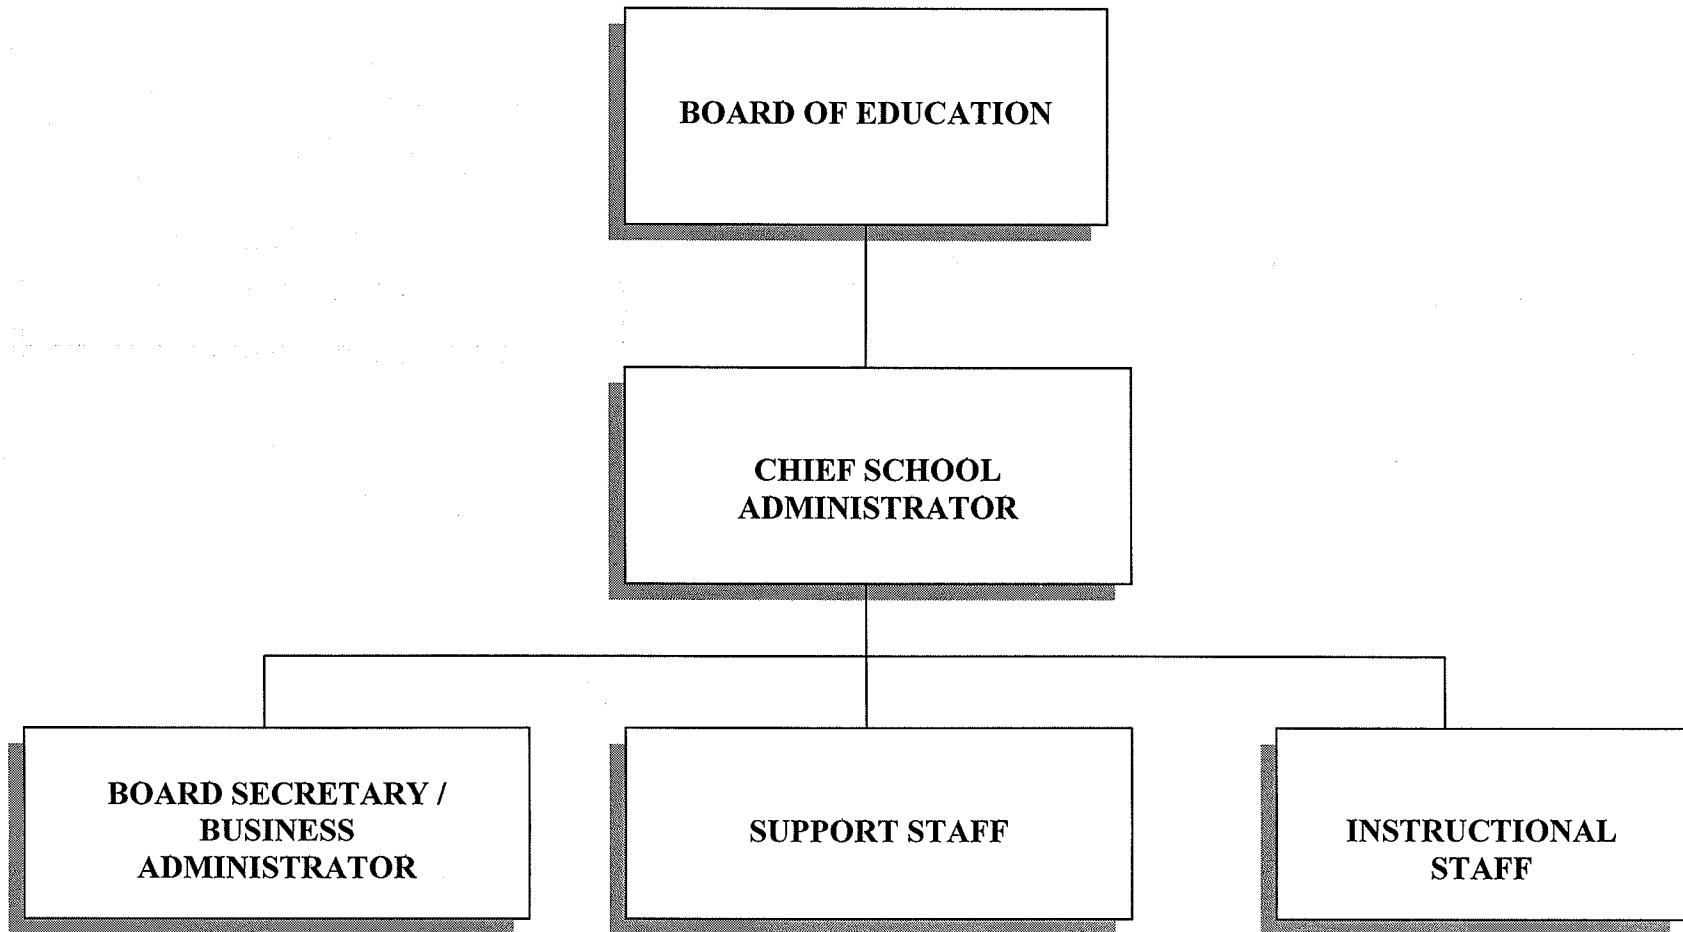 BOARD OF EDUCATION
CHIEF SCHOOL
ADMINISTRATOR
BOARD SECRETARY /
BUSINESS
ADMINISTRATOR
SUPPORT STAFF
INSTRUCTIONAL
STAFF